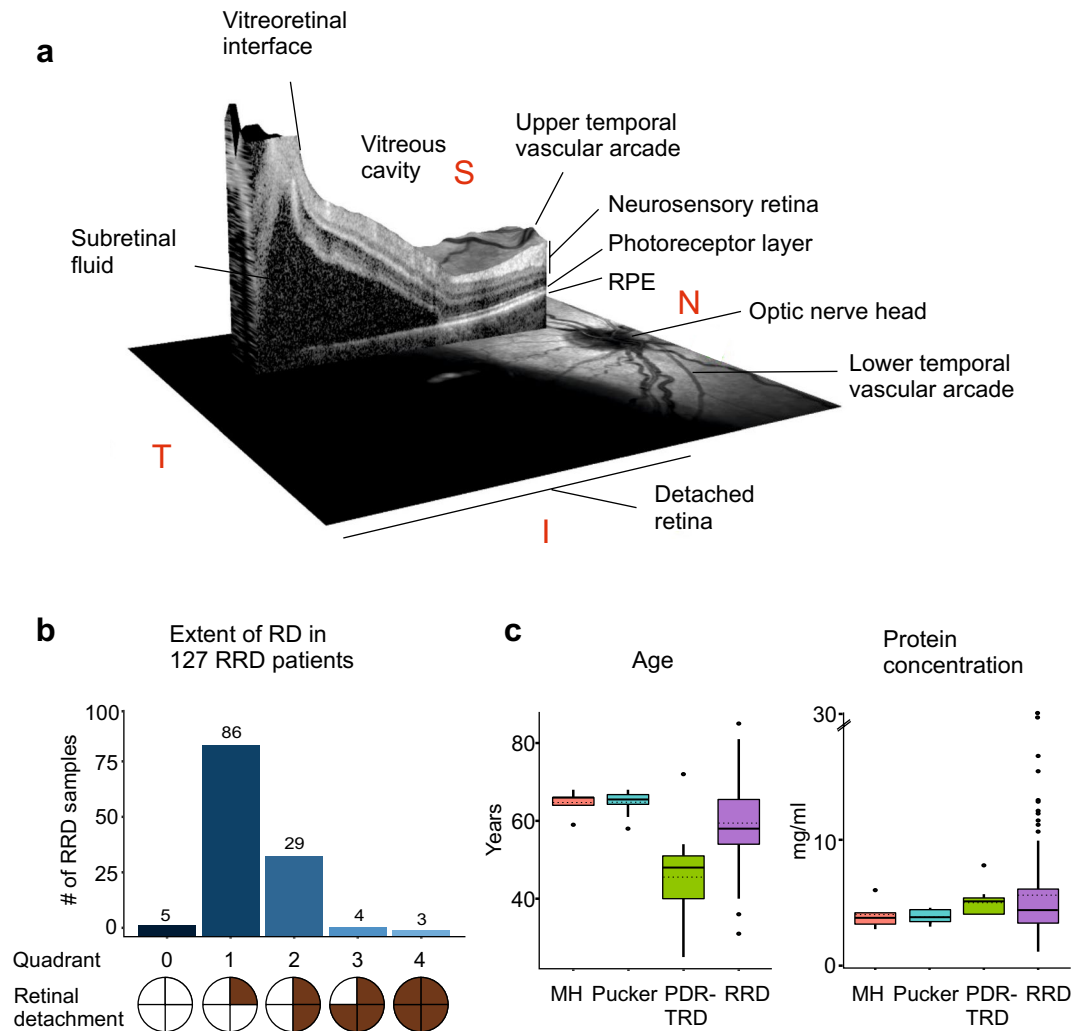 a
Vitreoretinal
interface
Vitreous
cavity
S
Upper temporal
vascular arcade
Neurosensory retina
Photoreceptor layer
RPE
Subretinal
fluid
N
Optic nerve head
Lower temporal
vascular arcade
T
Detached
retina
I
b
Extent of RD in
127 RRD patients
# of RRD samples
100
75
50
25
0
5
86
29
4
3
Quadrant 0 1 2 3 4
Retinal
detachment
c
Age
Years
80
60
40
MH Pucker PDR- RRD
TRD
Protein
concentration
mg/ml
30
10
0
MH Pucker PDR- RRD
TRD